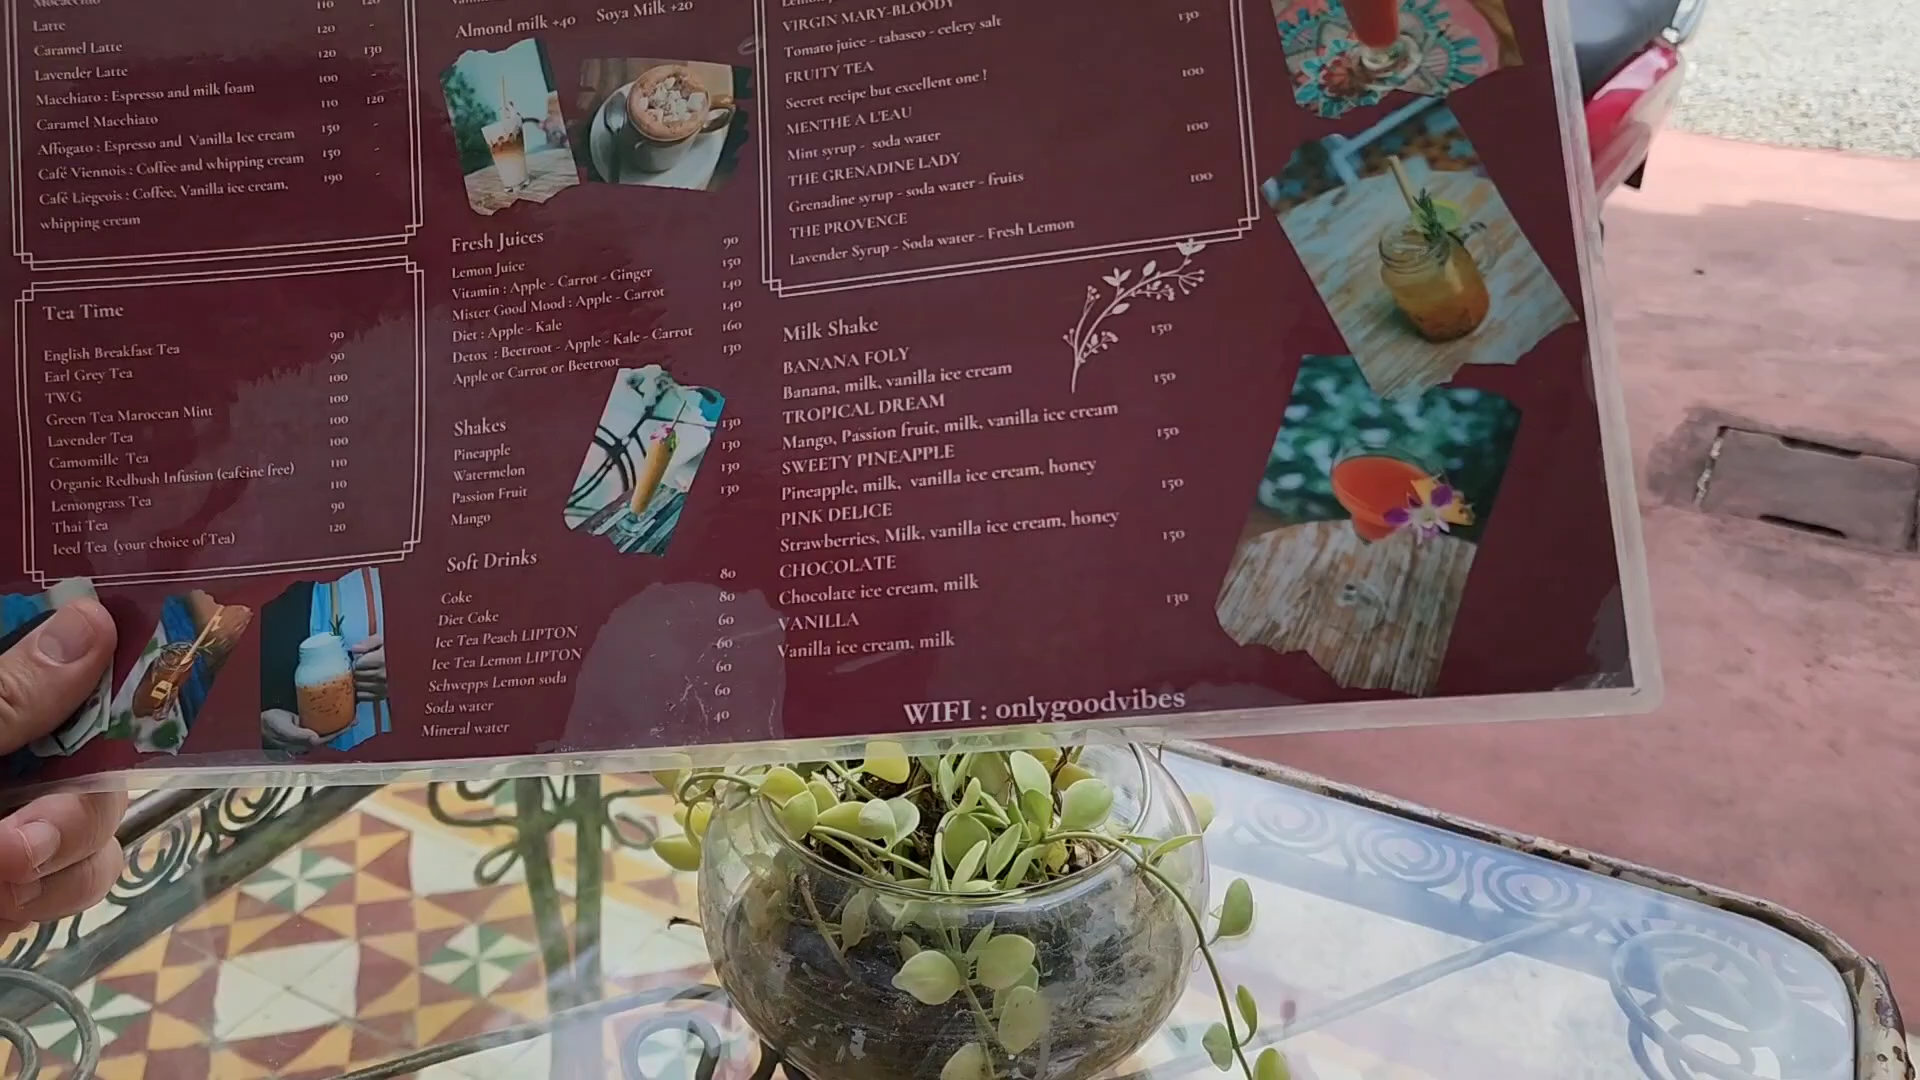 Mocaccino 110 120
Latte 120
Caramel Latte 120 130
Lavender Latte 100 -
Macchiato : Espresso and milk foam 110 120
Caramel Macchiato 150 -
Affogato : Espresso and Vanilla Ice cream 150 -
Café Viennois : Coffee and whipping cream 190 -
Café Liegeois : Coffee, Vanilla ice cream,
whipping cream
Tea Time
English Breakfast Tea 90
Earl Grey Tea 90
TWG 100
Green Tea Maroccan Mint 100
Lavender Tea 100
Camomille Tea 100
Organic Redbush Infusion (cafeine free) 110
Lemongrass Tea 110
Thai Tea 90
Iced Tea (your choice of Tea) 120
Almond milk +40 Soya Milk +20
Fresh Juices
Lemon Juice 90
Vitamin : Apple - Carrot - Ginger 150
Mister Good Mood : Apple - Carrot 140
Diet : Apple - Kale 140
Detox : Beetroot - Apple - Kale - Carrot 160
Apple or Carrot or Beetroot 130
Shakes
Pineapple 130
Watermelon 130
Passion Fruit 130
Mango 130
Soft Drinks
Coke 80
Diet Coke 80
Ice Tea Peach LIPTON 60
Ice Tea Lemon LIPTON 60
Schwepps Lemon soda 60
Soda water 60
Mineral water 40
VIRGIN MARY-BLOODY
Tomato juice - tabasco - celery salt 130
FRUITY TEA
Secret recipe but excellent one ! 100
MENTHE A L'EAU
Mint syrup - soda water 100
THE GRENADINE LADY
Grenadine syrup - soda water - fruits 100
THE PROVENCE
Lavender Syrup - Soda water - Fresh Lemon
Milk Shake
BANANA FOLY 150
Banana, milk, vanilla ice cream
TROPICAL DREAM 150
Mango, Passion fruit, milk, vanilla ice cream
SWEETY PINEAPPLE 150
Pineapple, milk, vanilla ice cream, honey
PINK DELICE 150
Strawberries, Milk, vanilla ice cream, honey
CHOCOLATE 150
Chocolate ice cream, milk
VANILLA 130
Vanilla ice cream, milk
WIFI : onlygoodvibes